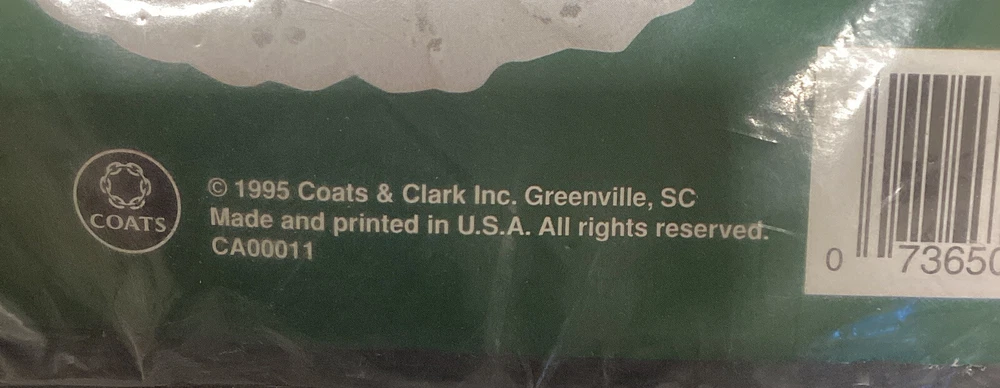 COATS
© 1995 Coats & Clark Inc. Greenville, SC
Made and printed in U.S.A. All rights reserved.
CA00011
0 73650